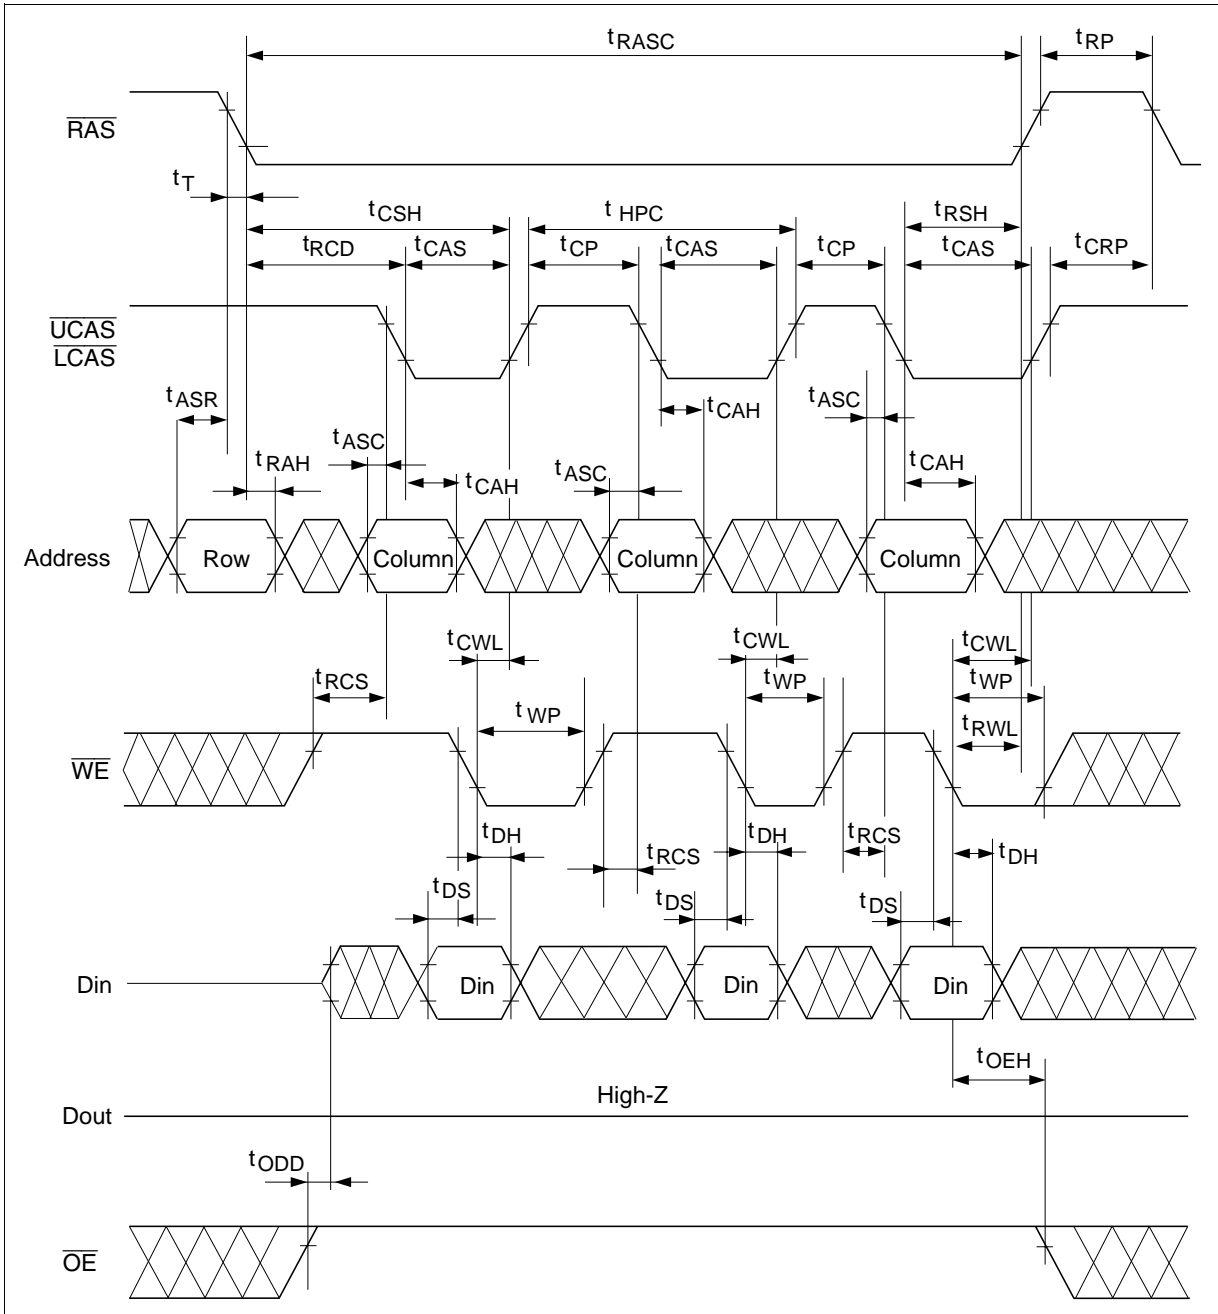 tRASC tRP
RAS
tT
tCSH tHPC tRSH
tRCD tCAS tCP tCAS tCP tCAS tCRP
UCAS
LCAS
tASR tCAH tASC
tASC tRAH tCAH tASC tCAH
Address Row Column Column Column
tCWL tCWL tCWL
tRCS tWP tWP tWP
tRWL
WE
tDH tRCS tDH tRCS tDH
tDS tDS tDS
Din Din Din Din
tOEH
High-Z
Dout
tODD
OE